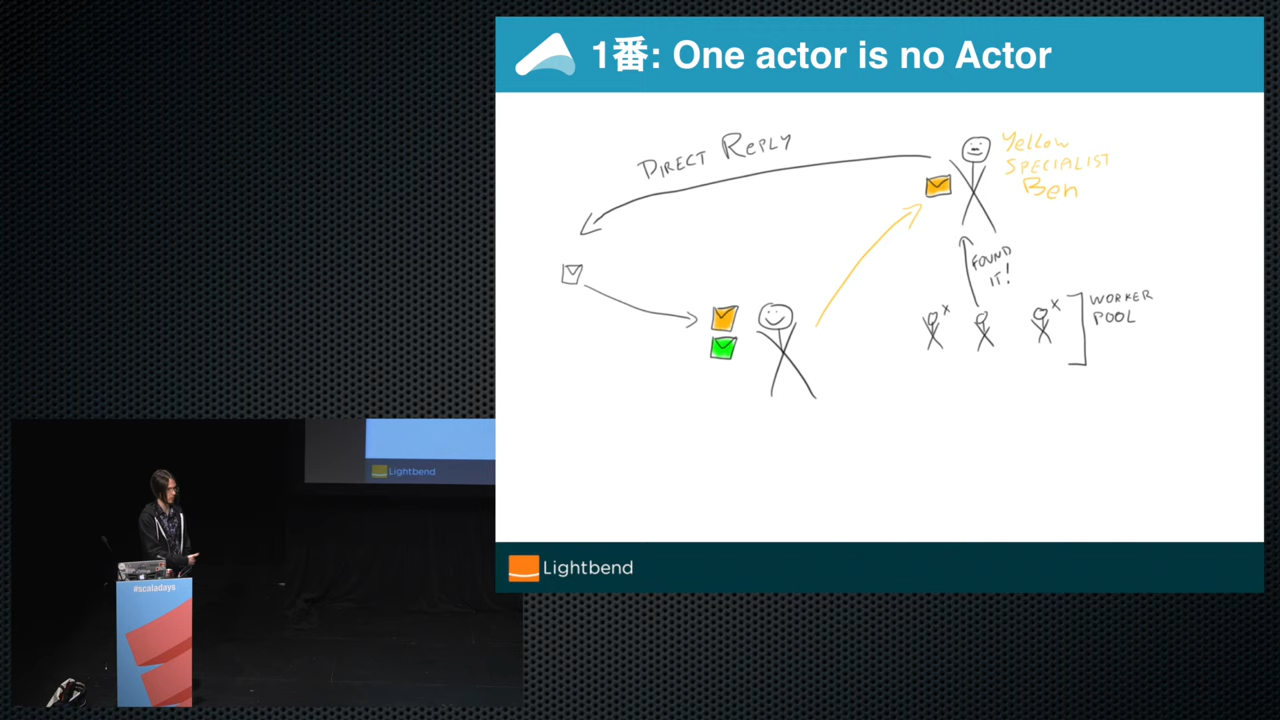 1番: One actor is no Actor
DIRECT REPLY
Yellow
SPECIALIST
Ben
FOUND
IT!
WORKER
POOL
Lightbend
Lightbend
#scaladays